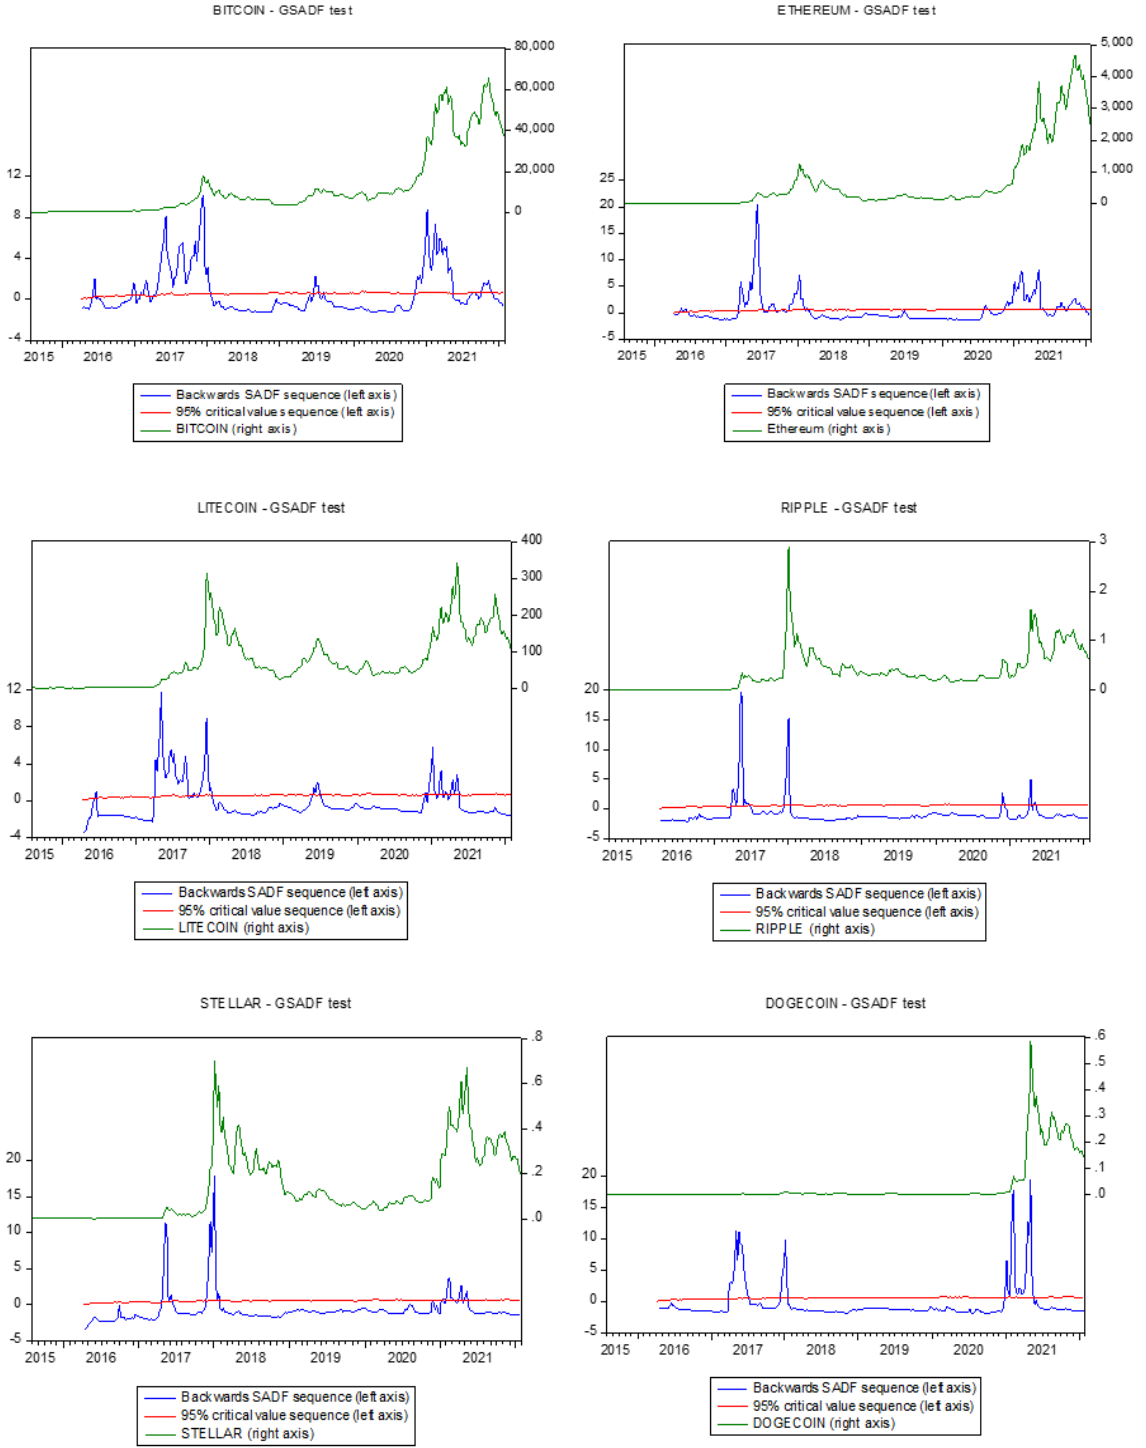 BITCOIN - GSADF test
80,000
60,000
40,000
20,000
0
12
8
4
0
-4
2015 2016 2017 2018 2019 2020 2021
Backwards SADF sequence (left axis)
95% critical value sequence (left axis)
BITCOIN (right axis)
ETHEREUM - GSADF test
5,000
4,000
3,000
2,000
1,000
0
25
20
15
10
5
0
-5
2015 2016 2017 2018 2019 2020 2021
Backwards SADF sequence (left axis)
95% critical value sequence (left axis)
Ethereum (right axis)
LITECOIN - GSADF test
400
300
200
100
0
12
8
4
0
-4
2015 2016 2017 2018 2019 2020 2021
Backwards SADF sequence (left axis)
95% critical value sequence (left axis)
LITECOIN (right axis)
RIPPLE - GSADF test
3
2
1
0
20
15
10
5
0
-5
2015 2016 2017 2018 2019 2020 2021
Backwards SADF sequence (left axis)
95% critical value sequence (left axis)
RIPPLE (right axis)
STELLAR - GSADF test
.8
.6
.4
.2
.0
20
15
10
5
0
-5
2015 2016 2017 2018 2019 2020 2021
Backwards SADF sequence (left axis)
95% critical value sequence (left axis)
STELLAR (right axis)
DOGECOIN - GSADF test
.6
.5
.4
.3
.2
.1
.0
20
15
10
5
0
-5
2015 2016 2017 2018 2019 2020 2021
Backwards SADF sequence (left axis)
95% critical value sequence (left axis)
DOGECOIN (right axis)